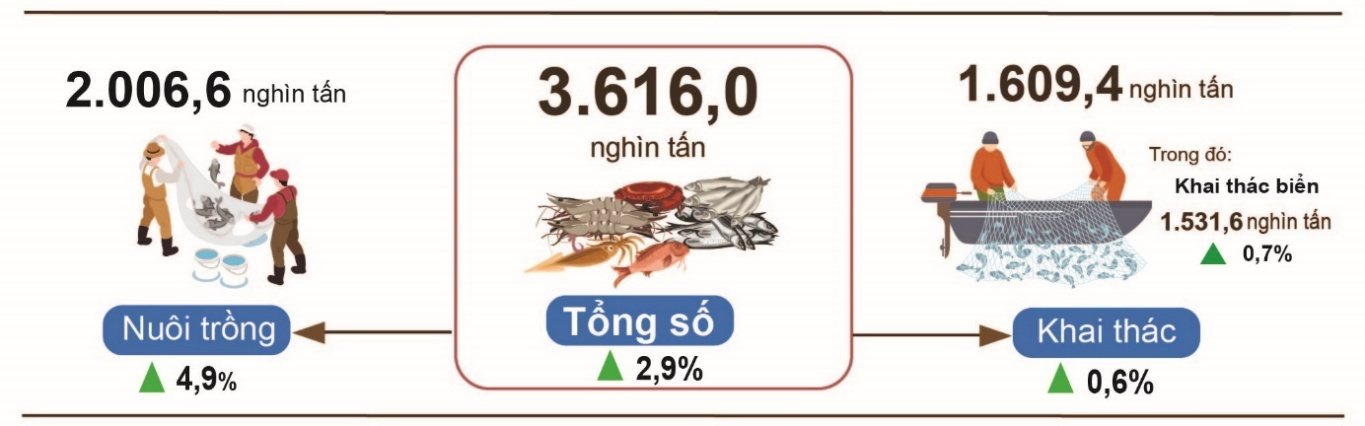 2.006,6 nghìn tấn
Nuôi trồng
4,9%
3.616,0
nghìn tấn
Tổng số
2,9%
1.609,4 nghìn tấn
Trong đó:
Khai thác biển
1.531,6 nghìn tấn
0,7%
Khai thác
0,6%